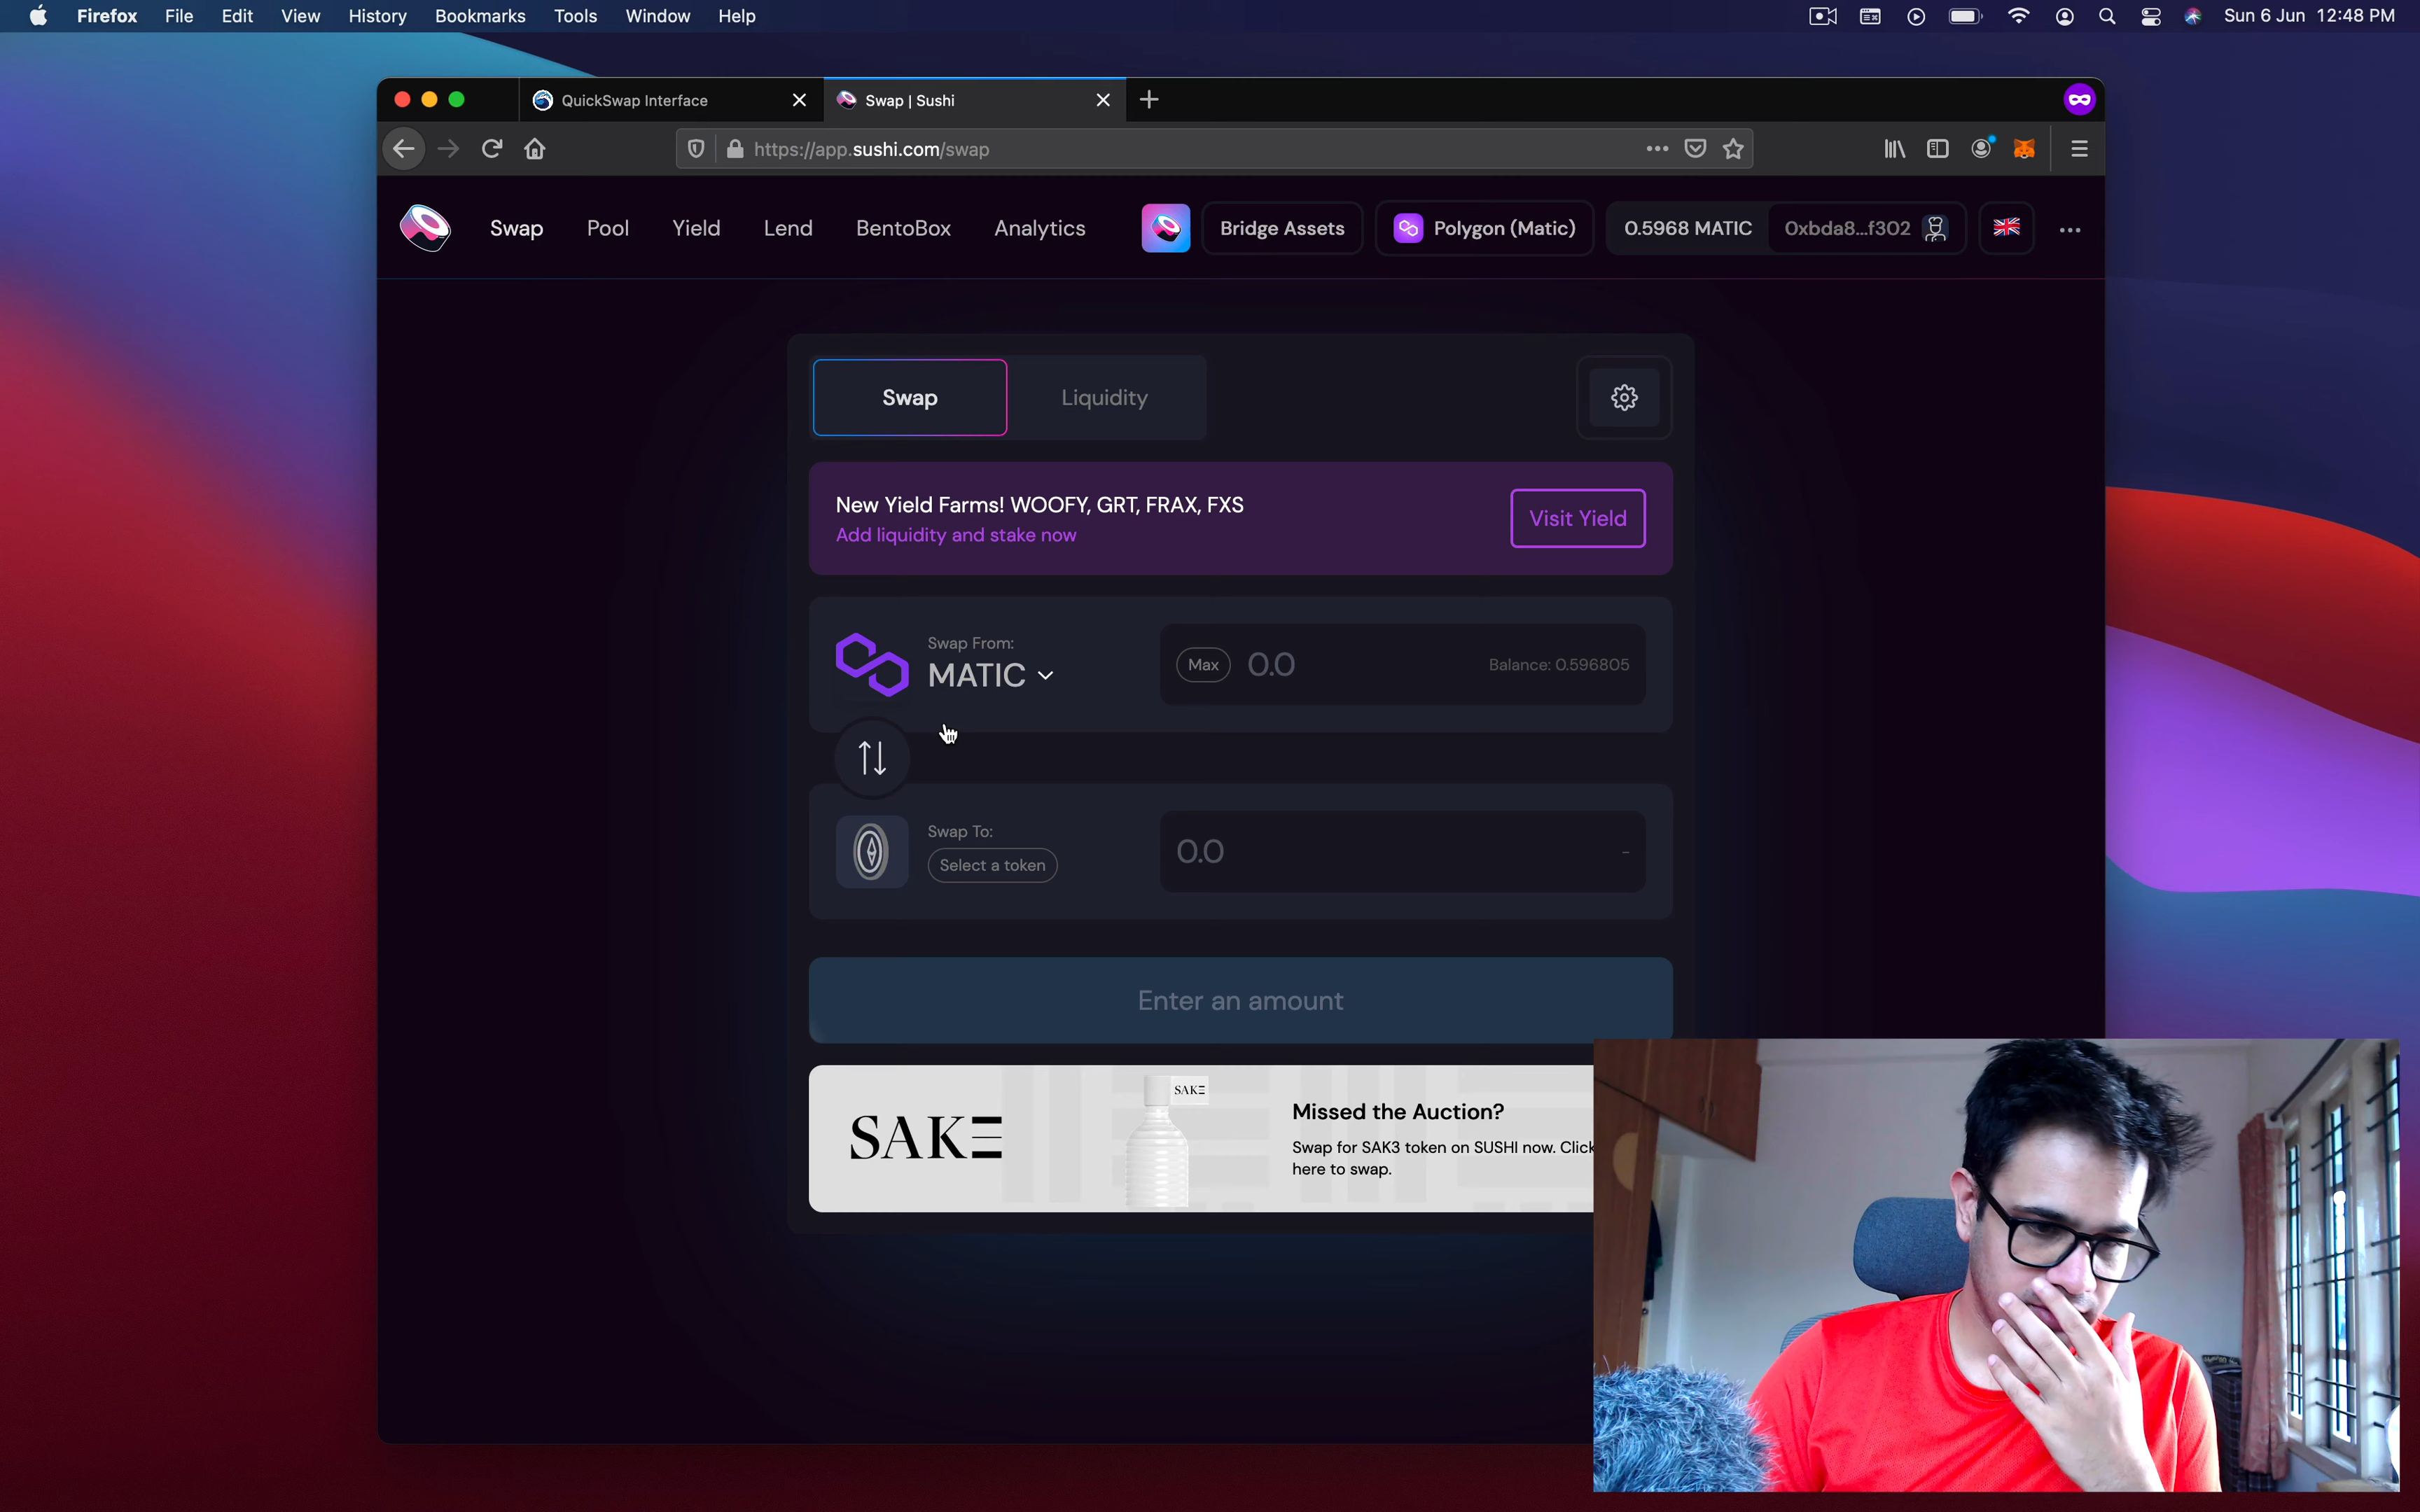 Firefox File Edit View History Bookmarks Tools Window Help
Sun 6 Jun 12:48 PM
QuickSwap Interface
Swap | Sushi
https://app.sushi.com/swap
Swap Pool Yield Lend BentoBox Analytics
Bridge Assets
Polygon (Matic)
0.5968 MATIC
0xbda8...f302
Swap
Liquidity
New Yield Farms! WOOFY, GRT, FRAX, FXS
Add liquidity and stake now
Visit Yield
Swap From:
MATIC
Max
0.0
Balance: 0.596805
Swap To:
Select a token
0.0
-
Enter an amount
SAKE
SAKE
Missed the Auction?
Swap for SAK3 token on SUSHI now. Click
here to swap.